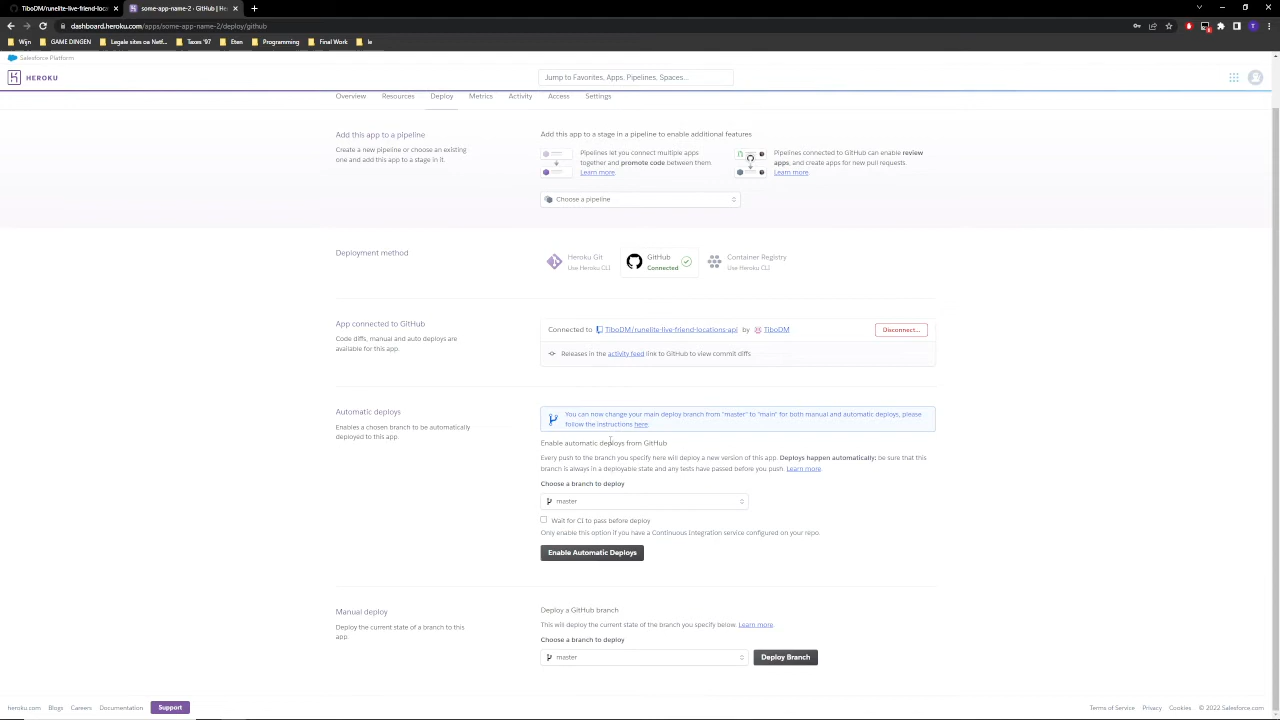 TiboDM/runelite-live-friend-locat
some-app-name-2 - GitHub | He
dashboard.heroku.com/apps/some-app-name-2/deploy/github
Wijn
GAME DINGEN
Legale sites oa Netfl...
Taxes '97
Eten
Programming
Final Work
Ie
Salesforce Platform
HEROKU
Jump to Favorites, Apps, Pipelines, Spaces...
Overview
Resources
Deploy
Metrics
Activity
Access
Settings
Add this app to a pipeline
Create a new pipeline or choose an existing
one and add this app to a stage in it.
Add this app to a stage in a pipeline to enable additional features
Pipelines let you connect multiple apps
together and promote code between them.
Learn more.
Pipelines connected to GitHub can enable review
apps, and create apps for new pull requests.
Learn more.
Choose a pipeline
Deployment method
Heroku Git
Use Heroku CLI
GitHub
Connected
Container Registry
Use Heroku CLI
App connected to GitHub
Code diffs, manual and auto deploys are
available for this app.
Connected to TiboDM/runelite-live-friend-locations-api by TiboDM
Disconnect...
Releases in the activity feed link to GitHub to view commit diffs
Automatic deploys
Enables a chosen branch to be automatically
deployed to this app.
You can now change your main deploy branch from "master" to "main" for both manual and automatic deploys, please
follow the instructions here.
Enable automatic deploys from GitHub
Every push to the branch you specify here will deploy a new version of this app. Deploys happen automatically: be sure that this
branch is always in a deployable state and any tests have passed before you push. Learn more.
Choose a branch to deploy
master
Wait for CI to pass before deploy
Only enable this option if you have a Continuous Integration service configured on your repo.
Enable Automatic Deploys
Manual deploy
Deploy the current state of a branch to this
app.
Deploy a GitHub branch
This will deploy the current state of the branch you specify below. Learn more.
Choose a branch to deploy
master
Deploy Branch
heroku.com
Blogs
Careers
Documentation
Support
Terms of Service
Privacy
Cookies
© 2022 Salesforce.com